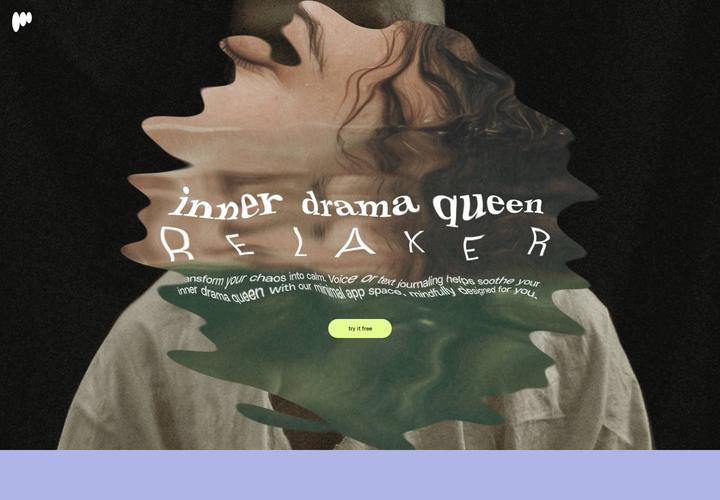 inner drama queen
RELAKER
ansform your chaos into calm. Voice or text journaling helps soothe your
inner drama queen with our minimal app space, mindfully designed for you.
try it free